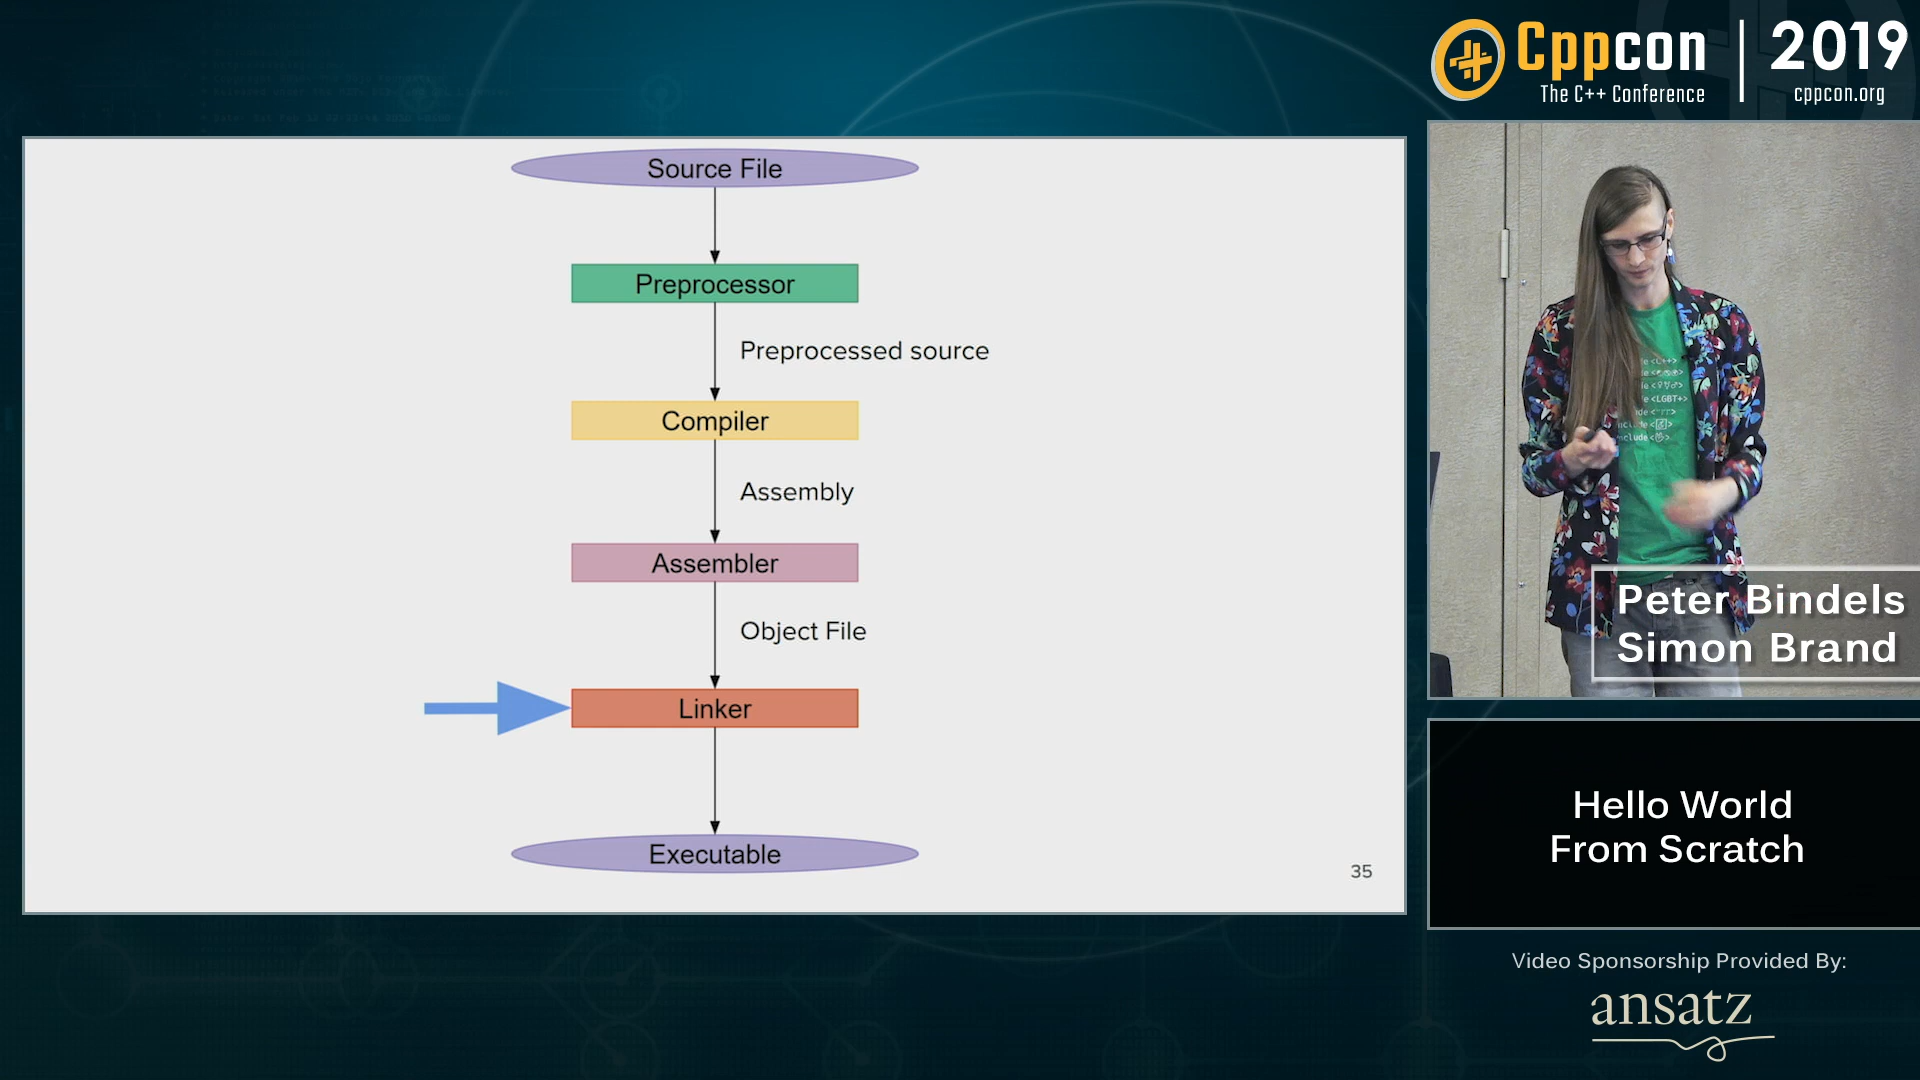 Cppcon
The C++ Conference
2019
cppcon.org
Source File
Preprocessor
Preprocessed source
Compiler
Assembly
Assembler
Object File
Linker
Executable
35
<LGBT+>
Peter Bindels
Simon Brand
Hello World
From Scratch
Video Sponsorship Provided By:
ansatz